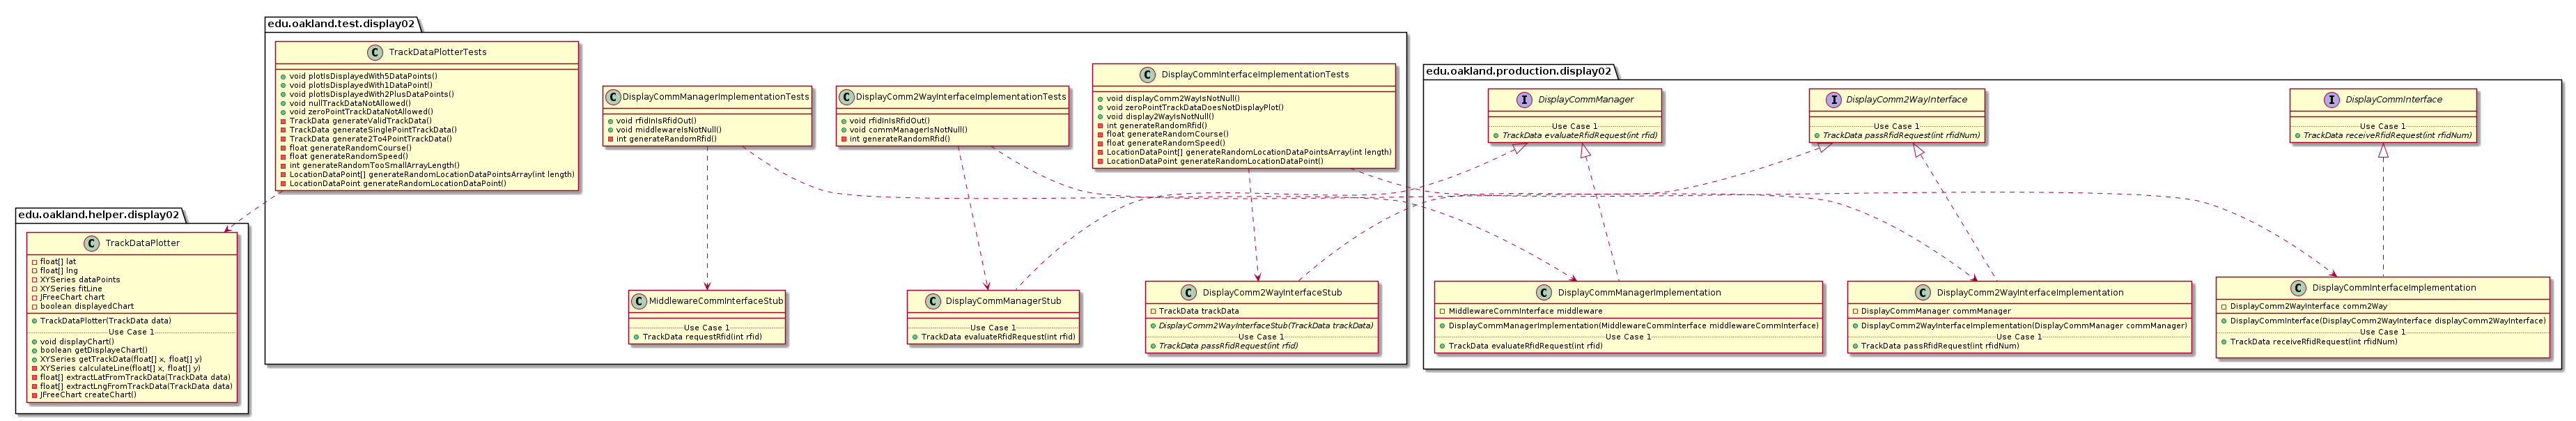 edu.oakland.test.display02
C TrackDataPlotterTests
void plotIsDisplayedWith5DataPoints()
void plotIsDisplayedWith1DataPoint()
void plotIsDisplayedWith2PlusDataPoints()
void nullTrackDataNotAllowed()
void zeroPointTrackDataNotAllowed()
TrackData generateValidTrackData()
TrackData generateSinglePointTrackData()
TrackData generate2To4PointTrackData()
float generateRandomCourse()
float generateRandomSpeed()
int generateRandomTooSmallArrayLength()
LocationDataPoint[] generateRandomLocationDataPointsArray(int length)
LocationDataPoint generateRandomLocationDataPoint()
C DisplayCommManagerImplementationTests
void rfidInIsRfidOut()
void middlewareIsNotNull()
int generateRandomRfid()
C DisplayComm2WayInterfaceImplementationTests
void rfidInIsRfidOut()
void commManagerIsNotNull()
int generateRandomRfid()
C DisplayCommInterfaceImplementationTests
void displayComm2WayIsNotNull()
void zeroPointTrackDataDoesNotDisplayPlot()
void display2WayIsNotNull()
int generateRandomRfid()
float generateRandomCourse()
float generateRandomSpeed()
LocationDataPoint[] generateRandomLocationDataPointsArray(int length)
LocationDataPoint generateRandomLocationDataPoint()
C MiddlewareCommInterfaceStub
Use Case 1
TrackData requestRfid(int rfid)
C DisplayCommManagerStub
Use Case 1
TrackData evaluateRfidRequest(int rfid)
C DisplayComm2WayInterfaceStub
TrackData trackData
DisplayComm2WayInterfaceStub(TrackData trackData)
Use Case 1
TrackData passRfidRequest(int rfid)
edu.oakland.production.display02
I DisplayCommManager
Use Case 1
TrackData evaluateRfidRequest(int rfid)
I DisplayComm2WayInterface
Use Case 1
TrackData passRfidRequest(int rfidNum)
I DisplayCommInterface
Use Case 1
TrackData receiveRfidRequest(int rfidNum)
C DisplayCommManagerImplementation
MiddlewareCommInterface middleware
DisplayCommManagerImplementation(MiddlewareCommInterface middlewareCommInterface)
Use Case 1
TrackData evaluateRfidRequest(int rfid)
C DisplayComm2WayInterfaceImplementation
DisplayCommManager commManager
DisplayComm2WayInterfaceImplementation(DisplayCommManager commManager)
Use Case 1
TrackData passRfidRequest(int rfidNum)
C DisplayCommInterfaceImplementation
DisplayComm2WayInterface comm2Way
DisplayCommInterface(DisplayComm2WayInterface displayComm2WayInterface)
Use Case 1
TrackData receiveRfidRequest(int rfidNum)
edu.oakland.helper.display02
C TrackDataPlotter
float[] lat
float[] lng
XYSeries dataPoints
XYSeries fitLine
JFreeChart chart
boolean displayedChart
TrackDataPlotter(TrackData data)
Use Case 1
void displayChart()
boolean getDisplayeChart()
XYSeries getTrackData(float[] x, float[] y)
XYSeries calculateLine(float[] x, float[] y)
float[] extractLatFromTrackData(TrackData data)
float[] extractLngFromTrackData(TrackData data)
JFreeChart createChart()